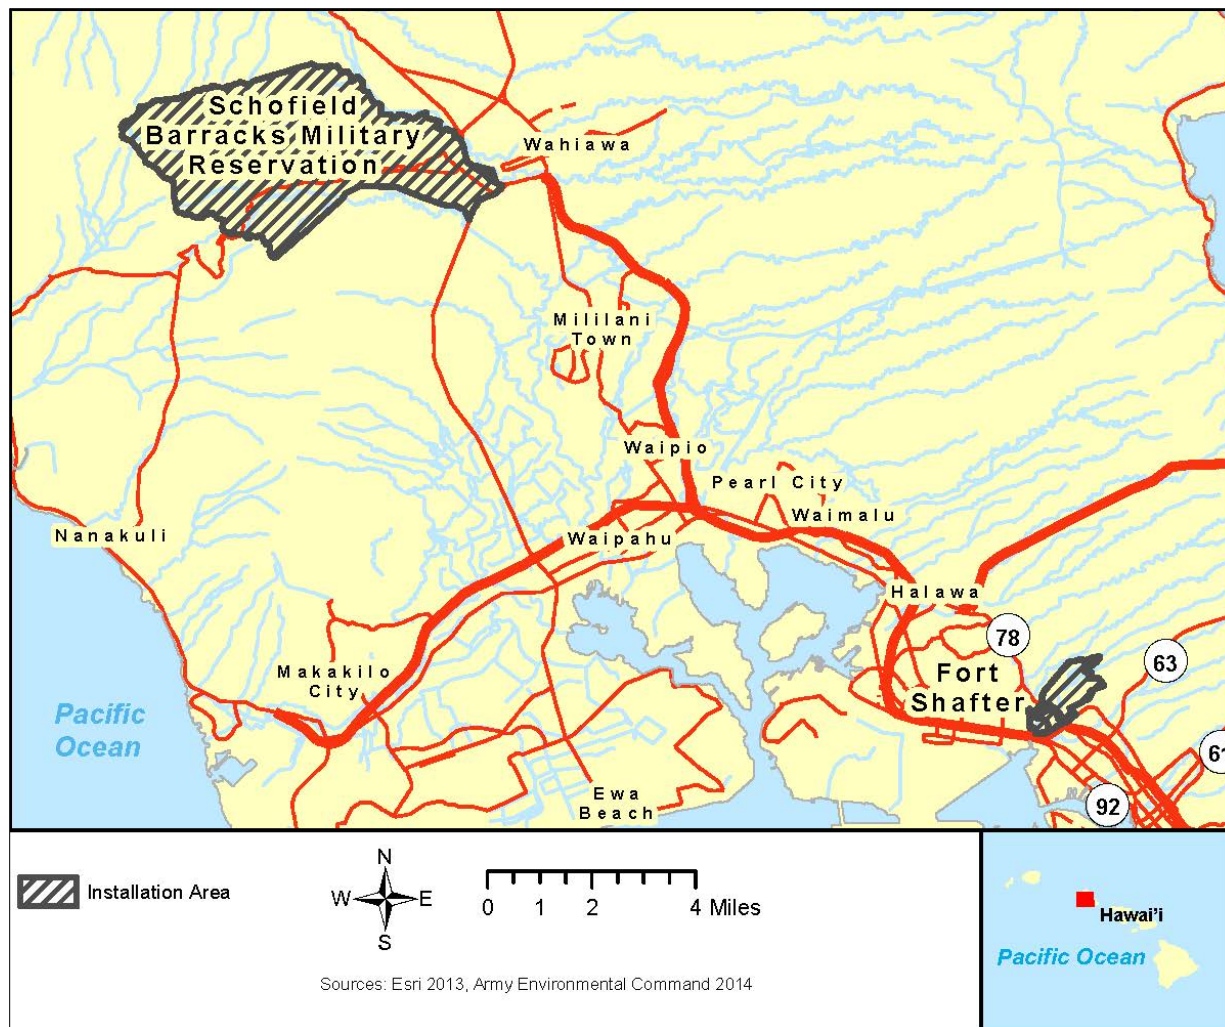 Schofield
Barracks Military
Reservation
Wahiawa
Mililani
Town
Waipio
Pearl City
Waimalu
Nanakuli
Waipahu
Halawa
78
63
Makakilo
City
Fort
Shafter
Pacific
Ocean
61
Ewa
Beach
92
Installation Area
N
W E
S
0 1 2 4 Miles
Sources: Esri 2013, Army Environmental Command 2014
Hawai'i
Pacific Ocean